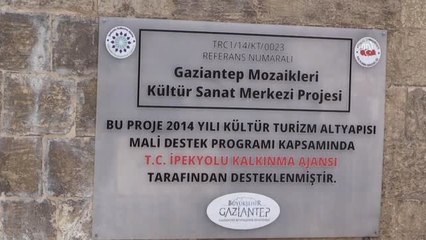 TRC1/14/KT/0023
REFERANS NUMARALI
Gaziantep Mozaikleri
Kültür Sanat Merkezi Projesi
BU PROJE 2014 YILI KÜLTÜR TURİZM ALTYAPISI
MALİ DESTEK PROGRAMI KAPSAMINDA
T.C. İPEKYOLU KALKINMA AJANSI
TARAFINDAN DESTEKLENMİŞTİR.
BÜYÜKŞEHİR
GAZİANTEP